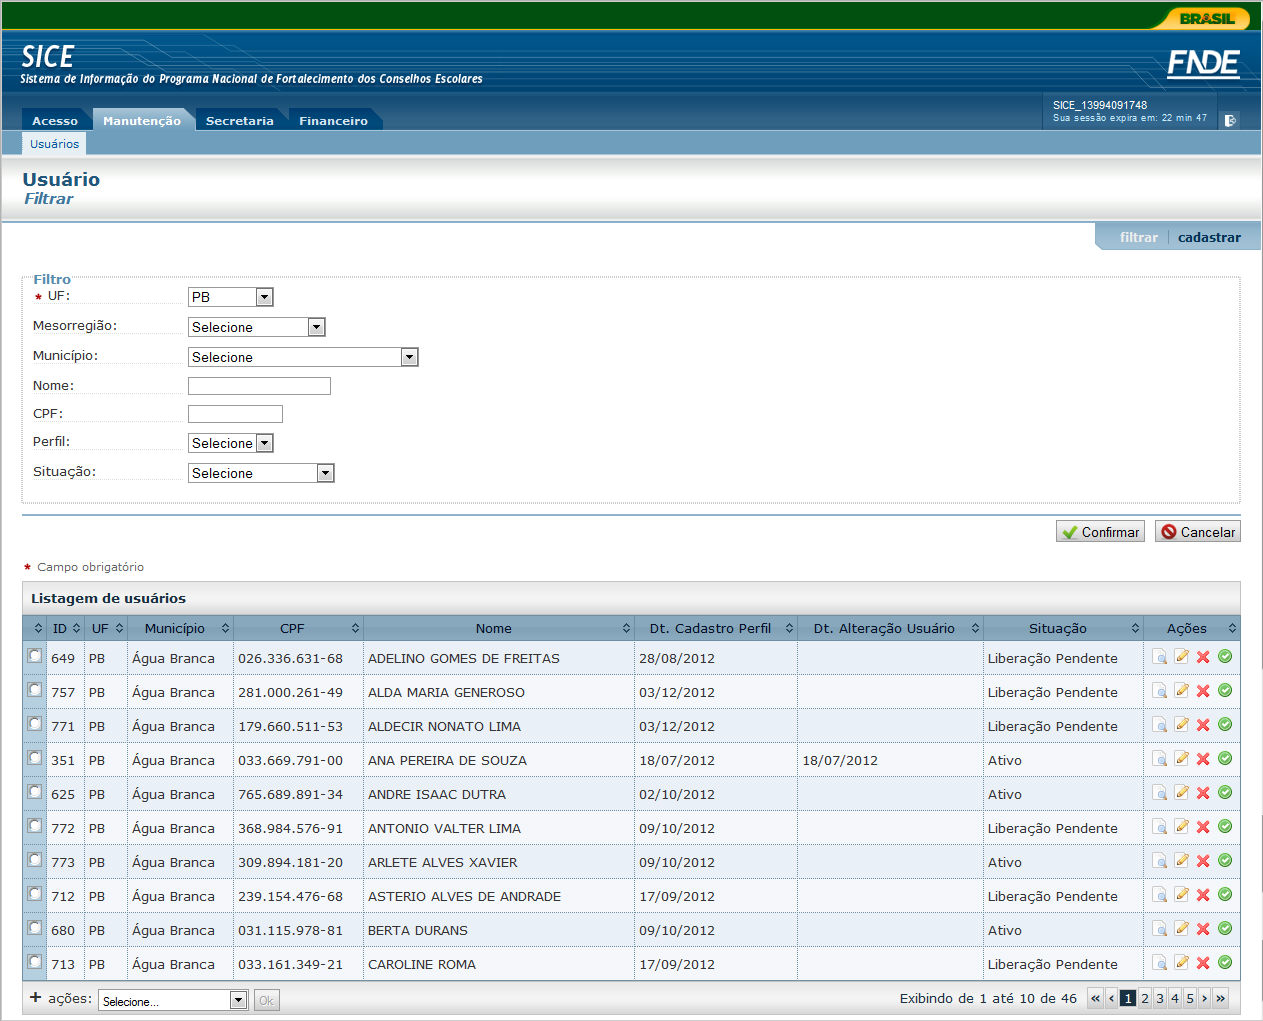 BRASIL
SICE
Sistema de Informação do Programa Nacional de Fortalecimento dos Conselhos Escolares
FNDE
SICE_13994091748
Sua sessão expira em: 22 min 47
Acesso Manutenção Secretaria Financeiro
Usuários
Usuário
Filtrar
filtrar cadastrar
Filtro
* UF: PB
Mesorregião: Selecione
Município: Selecione
Nome:
CPF:
Perfil: Selecione
Situação: Selecione
Confirmar Cancelar
* Campo obrigatório
Listagem de usuários
ID UF Município CPF Nome Dt. Cadastro Perfil Dt. Alteração Usuário Situação Ações
649 PB Água Branca 026.336.631-68 ADELINO GOMES DE FREITAS 28/08/2012 Liberação Pendente
757 PB Água Branca 281.000.261-49 ALDA MARIA GENEROSO 03/12/2012 Liberação Pendente
771 PB Água Branca 179.660.511-53 ALDECIR NONATO LIMA 03/12/2012 Liberação Pendente
351 PB Água Branca 033.669.791-00 ANA PEREIRA DE SOUZA 18/07/2012 18/07/2012 Ativo
625 PB Água Branca 765.689.891-34 ANDRE ISAAC DUTRA 02/10/2012 Ativo
772 PB Água Branca 368.984.576-91 ANTONIO VALTER LIMA 09/10/2012 Liberação Pendente
773 PB Água Branca 309.894.181-20 ARLETE ALVES XAVIER 09/10/2012 Ativo
712 PB Água Branca 239.154.476-68 ASTERIO ALVES DE ANDRADE 17/09/2012 Liberação Pendente
680 PB Água Branca 031.115.978-81 BERTA DURANS 09/10/2012 Ativo
713 PB Água Branca 033.161.349-21 CAROLINE ROMA 17/09/2012 Liberação Pendente
+ ações: Selecione... Ok Exibindo de 1 até 10 de 46 « ‹ 1 2 3 4 5 › »